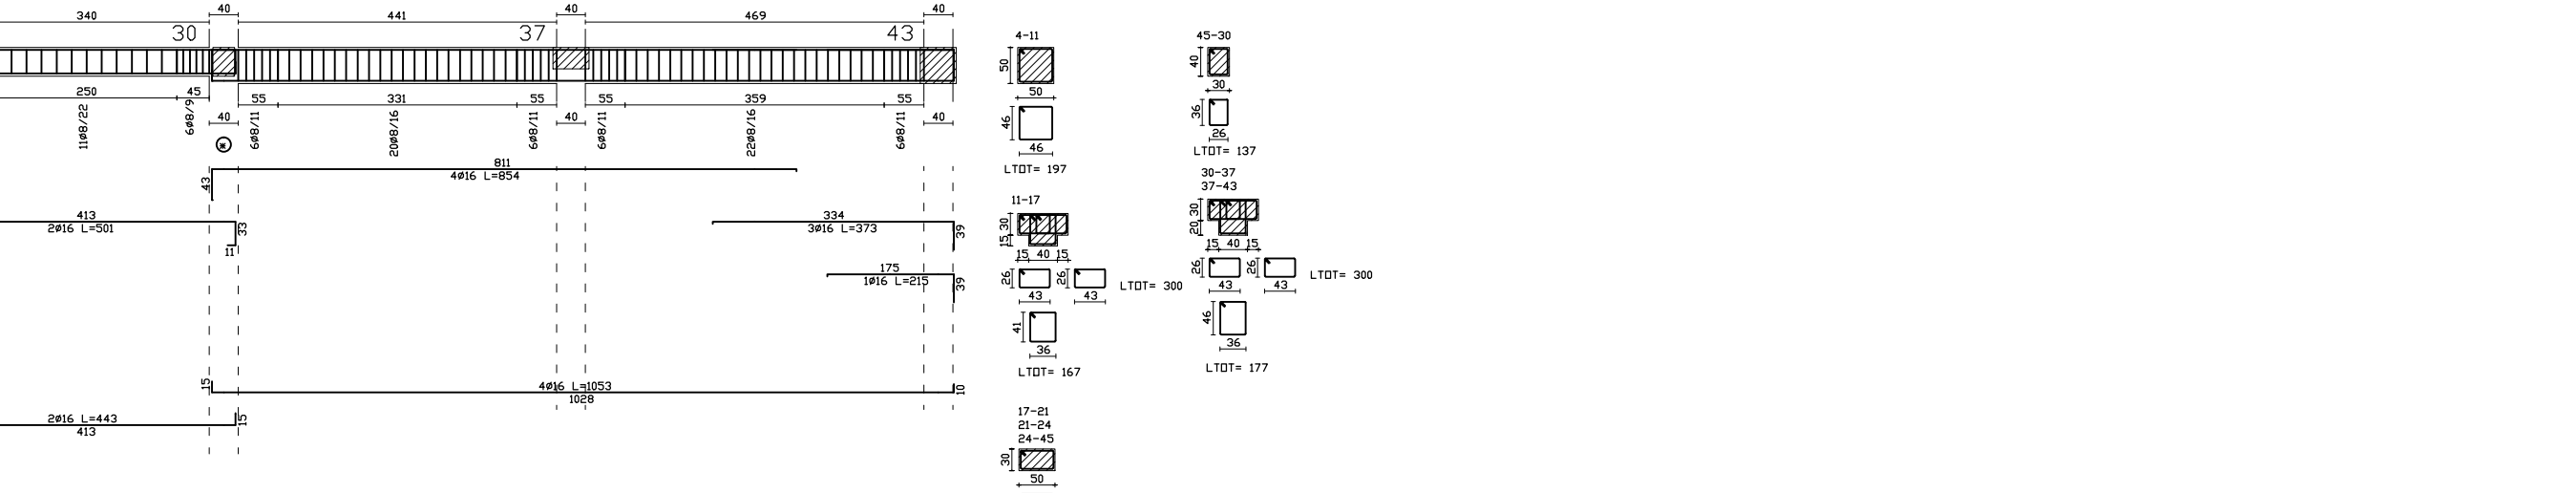 340 40 441 40 469 40
30 37 43
250 45 55 331 55 55 359 55
40 40 40
11Ø8/22 6Ø8/9 6Ø8/11 20Ø8/16 6Ø8/11 6Ø8/11 22Ø8/16 6Ø8/11
*
811
43 4Ø16 L=854
413
2Ø16 L=501 33
11
334
3Ø16 L=373 39
175
1Ø16 L=215 39
15 4Ø16 L=1053 10
1028
2Ø16 L=443 15
413
4-11
50
50
46
46
LTOT= 197
11-17
30
15
15 40 15
26 26
43 43
LTOT= 300
41
36
LTOT= 167
17-21
21-24
24-45
30
50
45-30
40
30
36
26
LTOT= 137
30-37
37-43
30
20
15 40 15
26 26
43 43
LTOT= 300
46
36
LTOT= 177